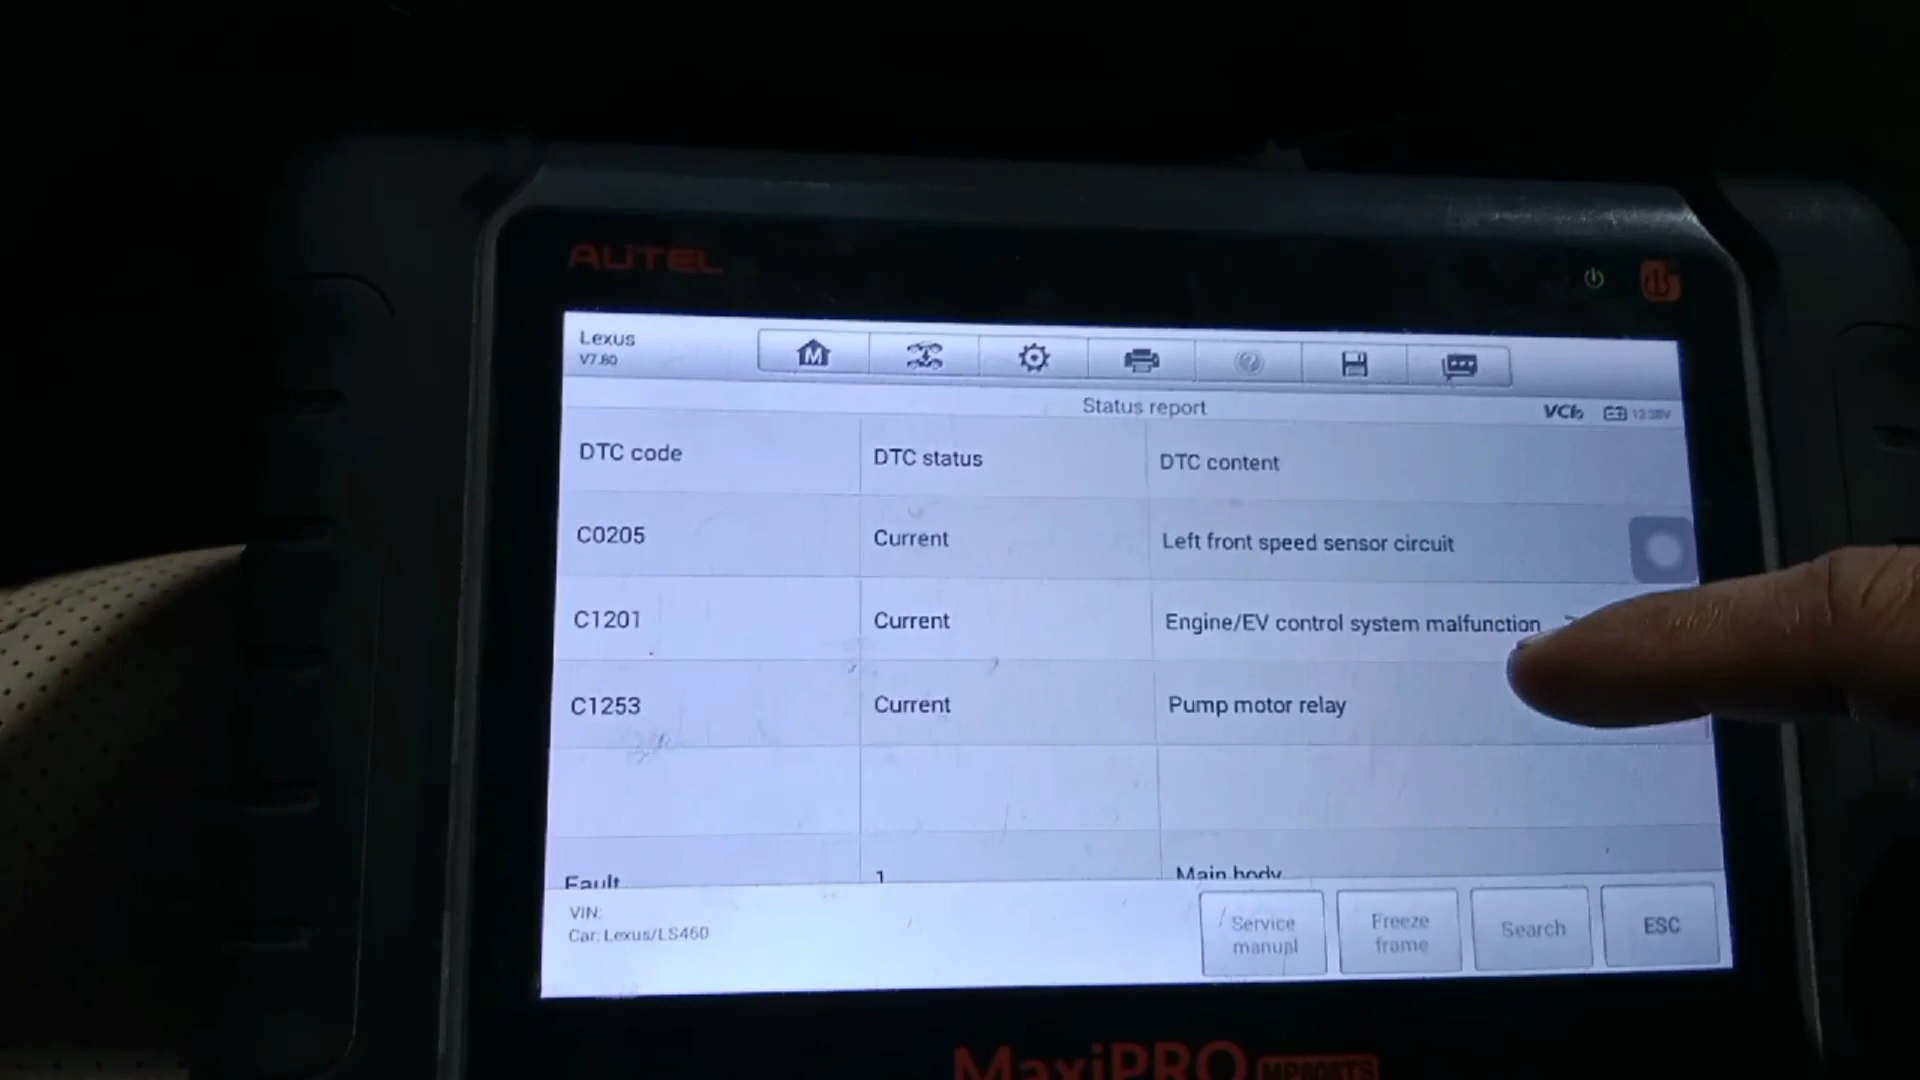 AUTEL
Lexus
V7.80
M
Status report
VCI
DTC code DTC status DTC content
C0205 Current Left front speed sensor circuit
C1201 Current Engine/EV control system malfunction
C1253 Current Pump motor relay
Fault 1 Main body
VIN:
Car: Lexus/LS460
Service manual
Freeze frame
Search
ESC
MaxiPRO MP808TS